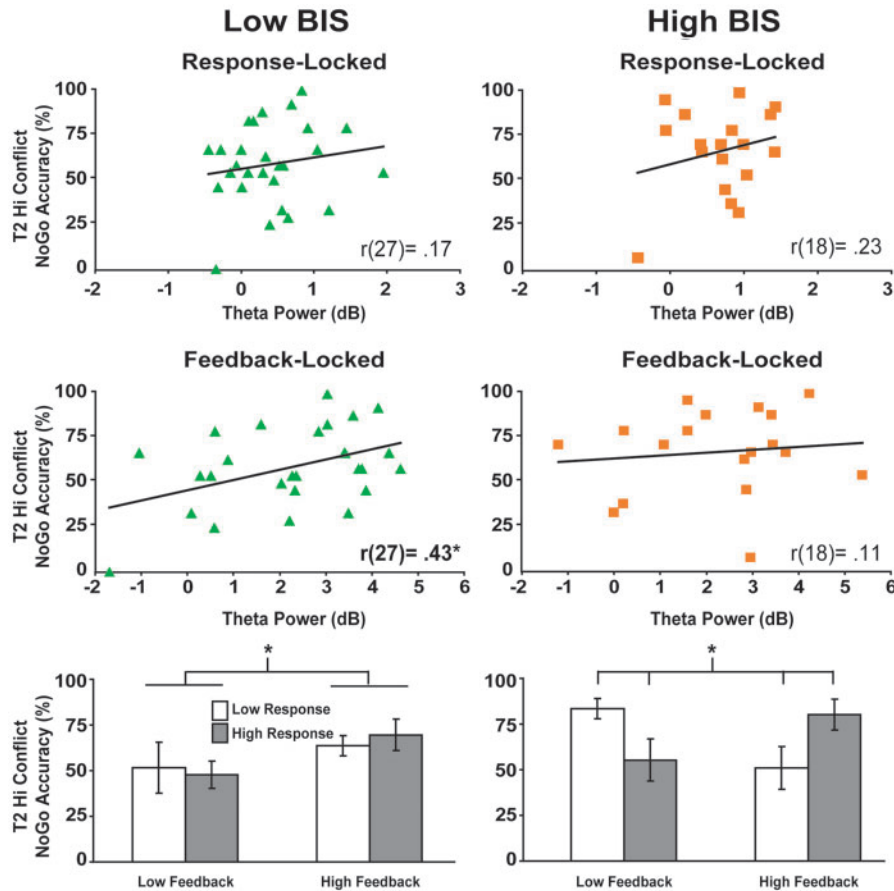 Low BIS
High BIS
Response-Locked
Response-Locked
T2 Hi Conflict
NoGo Accuracy (%)
100
75
50
25
0
r(27)= .17
-2
-1
0
1
2
3
Theta Power (dB)
100
75
50
25
0
r(18)= .23
-2
-1
0
1
2
3
Theta Power (dB)
Feedback-Locked
Feedback-Locked
T2 Hi Conflict
NoGo Accuracy (%)
100
75
50
25
0
r(27)= .43*
-2
-1
0
1
2
3
4
5
6
Theta Power (dB)
100
75
50
25
0
r(18)= .11
-2
-1
0
1
2
3
4
5
6
Theta Power (dB)
T2 Hi Conflict
NoGo Accuracy (%)
100
75
50
25
0
*
Low Response
High Response
Low Feedback
High Feedback
100
75
50
25
0
*
Low Feedback
High Feedback